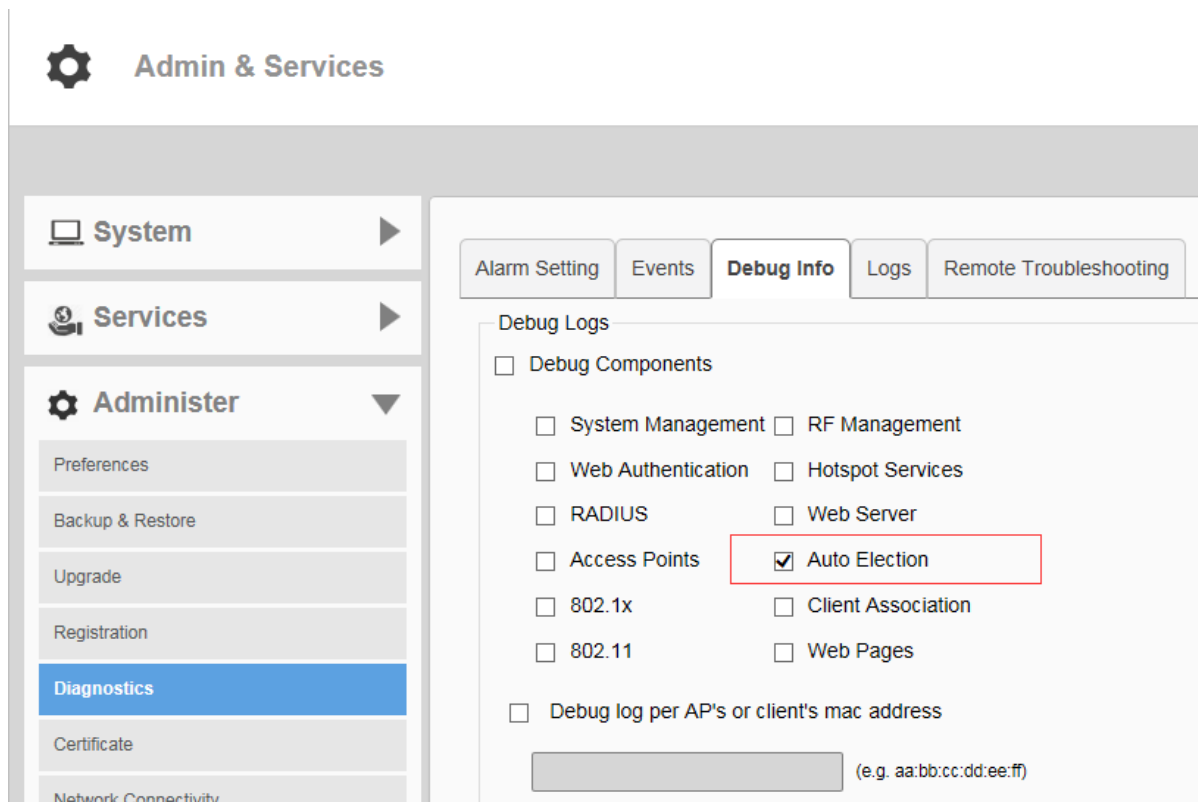 Admin & Services
System
Services
Administer
Preferences
Backup & Restore
Upgrade
Registration
Diagnostics
Certificate
Network Connectivity
Alarm Setting Events Debug Info Logs Remote Troubleshooting
Debug Logs
Debug Components
System Management RF Management
Web Authentication Hotspot Services
RADIUS Web Server
Access Points Auto Election
802.1x Client Association
802.11 Web Pages
Debug log per AP's or client's mac address
(e.g. aa:bb:cc:dd:ee:ff)